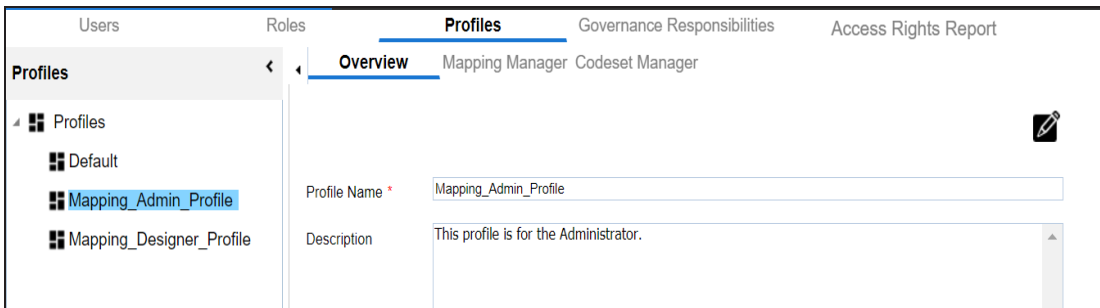 Users Roles Profiles Governance Responsibilities Access Rights Report
Profiles
Overview Mapping Manager Codeset Manager
Profiles
Default
Mapping_Admin_Profile
Mapping_Designer_Profile
Profile Name * Mapping_Admin_Profile
Description This profile is for the Administrator.